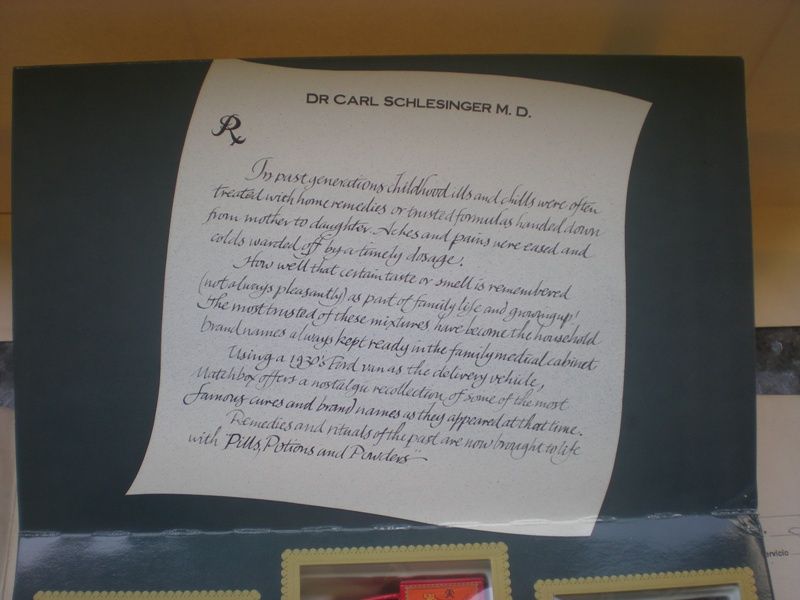 DR CARL SCHLESINGER M. D.
Rx
In past generations childhood ills and chills were often
treated with home remedies or trusted formulas handed down
from mother to daughter. Aches and pains were eased and
colds warded off by a timely dosage!
How well that certain taste or smell is remembered
(not always pleasantly) as part of family life and growing up!
The most trusted of these mixtures have become the household
brand names always kept ready in the family medical cabinet
Using a 1930's Ford van as the delivery vehicle,
Matchbox offers a nostalgic recollection of some of the most
famous cures and brand names as they appeared at that time.
Remedies and rituals of the past are now brought to life
with Pills, Potions and Powders"
ervicio